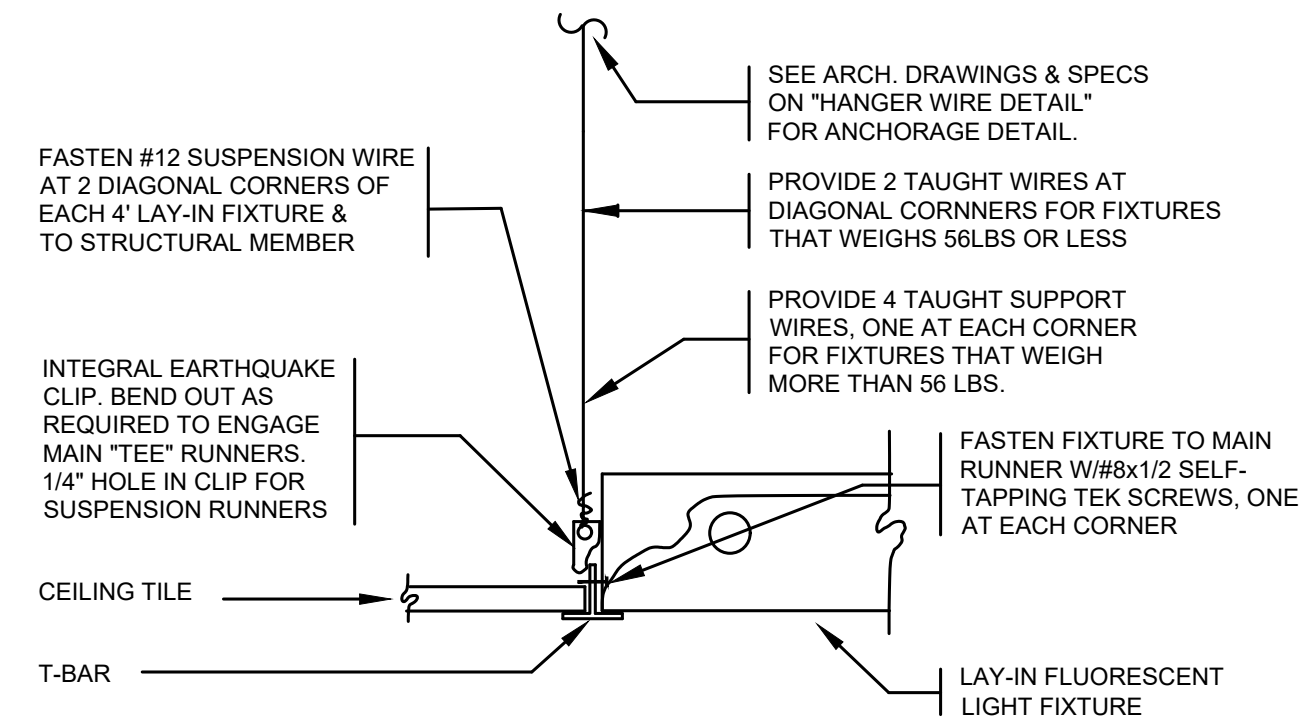 SEE ARCH. DRAWINGS & SPECS
ON "HANGER WIRE DETAIL"
FOR ANCHORAGE DETAIL.
FASTEN #12 SUSPENSION WIRE
AT 2 DIAGONAL CORNERS OF
EACH 4' LAY-IN FIXTURE &
TO STRUCTURAL MEMBER
PROVIDE 2 TAUGHT WIRES AT
DIAGONAL CORNNERS FOR FIXTURES
THAT WEIGHS 56LBS OR LESS
PROVIDE 4 TAUGHT SUPPORT
WIRES, ONE AT EACH CORNER
FOR FIXTURES THAT WEIGH
MORE THAN 56 LBS.
INTEGRAL EARTHQUAKE
CLIP. BEND OUT AS
REQUIRED TO ENGAGE
MAIN "TEE" RUNNERS.
1/4" HOLE IN CLIP FOR
SUSPENSION RUNNERS
FASTEN FIXTURE TO MAIN
RUNNER W/#8x1/2 SELF-
TAPPING TEK SCREWS, ONE
AT EACH CORNER
CEILING TILE
T-BAR
LAY-IN FLUORESCENT
LIGHT FIXTURE